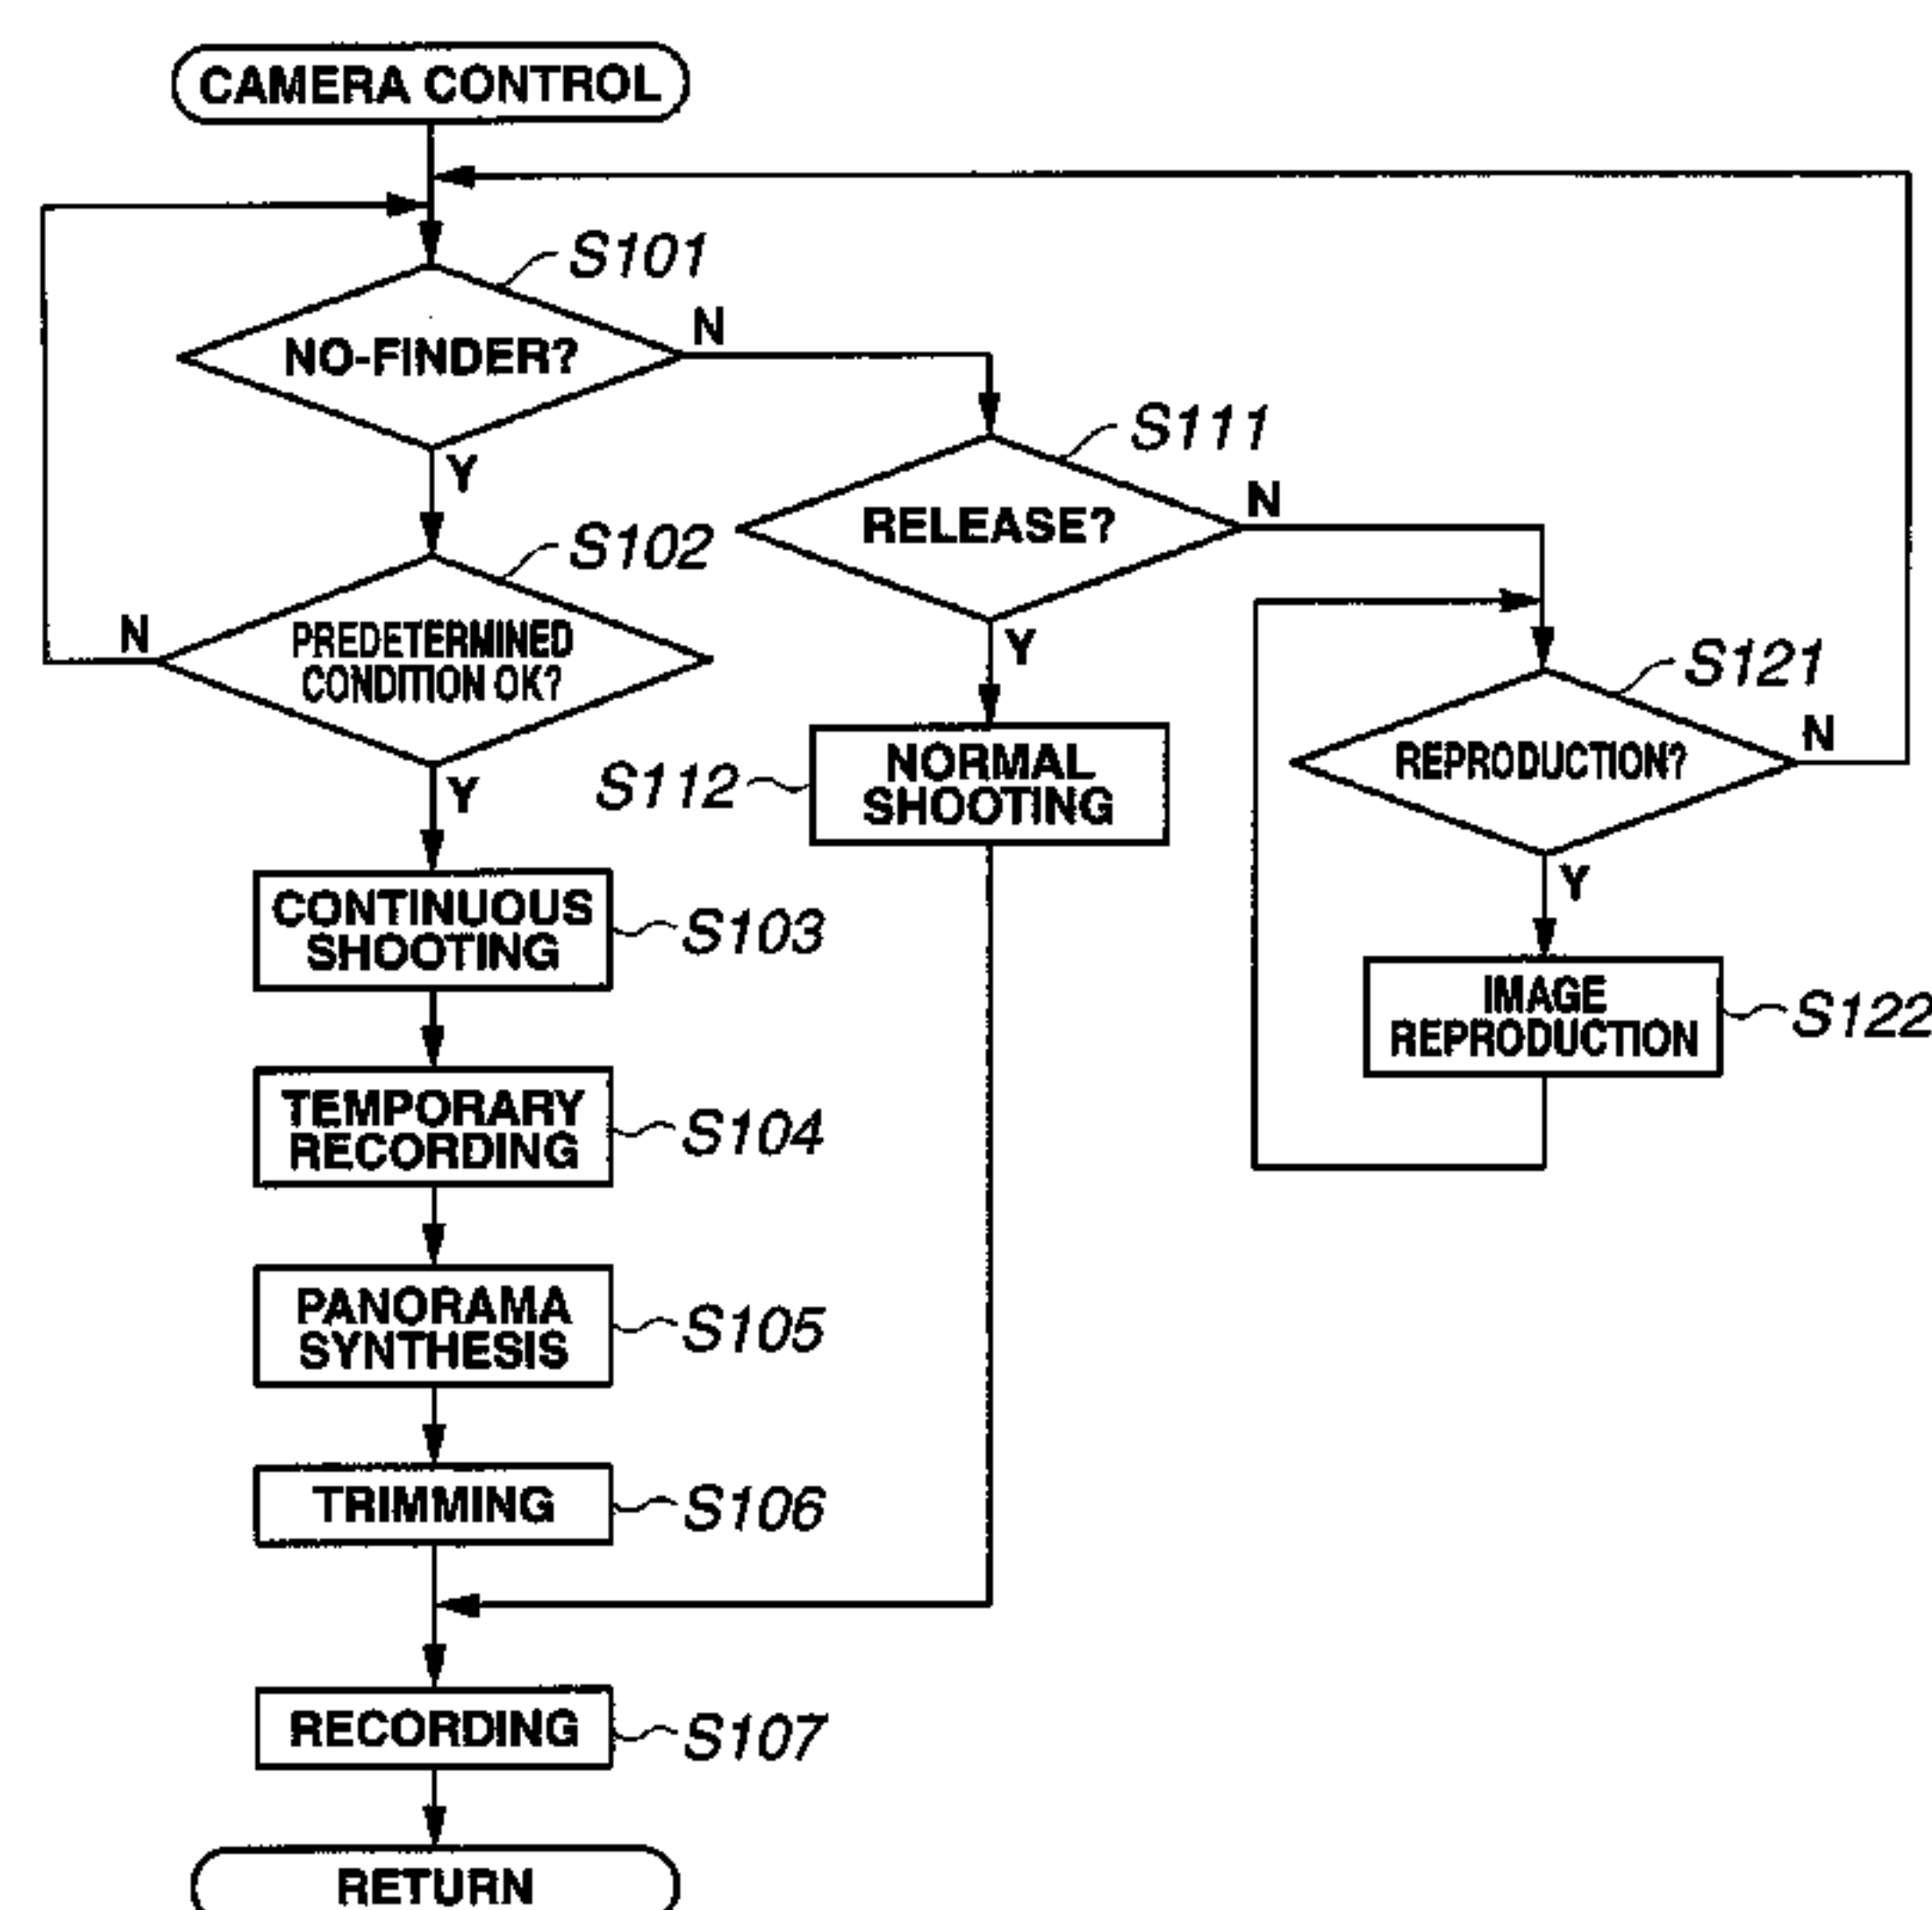 CAMERA CONTROL
S101
NO-FINDER?
N
Y
S111
RELEASE?
N
Y
S102
PREDETERMINED
CONDITION OK?
N
Y
S121
REPRODUCTION?
N
Y
S112
NORMAL
SHOOTING
CONTINUOUS
SHOOTING
S103
IMAGE
REPRODUCTION
S122
TEMPORARY
RECORDING
S104
PANORAMA
SYNTHESIS
S105
TRIMMING
S106
RECORDING
S107
RETURN